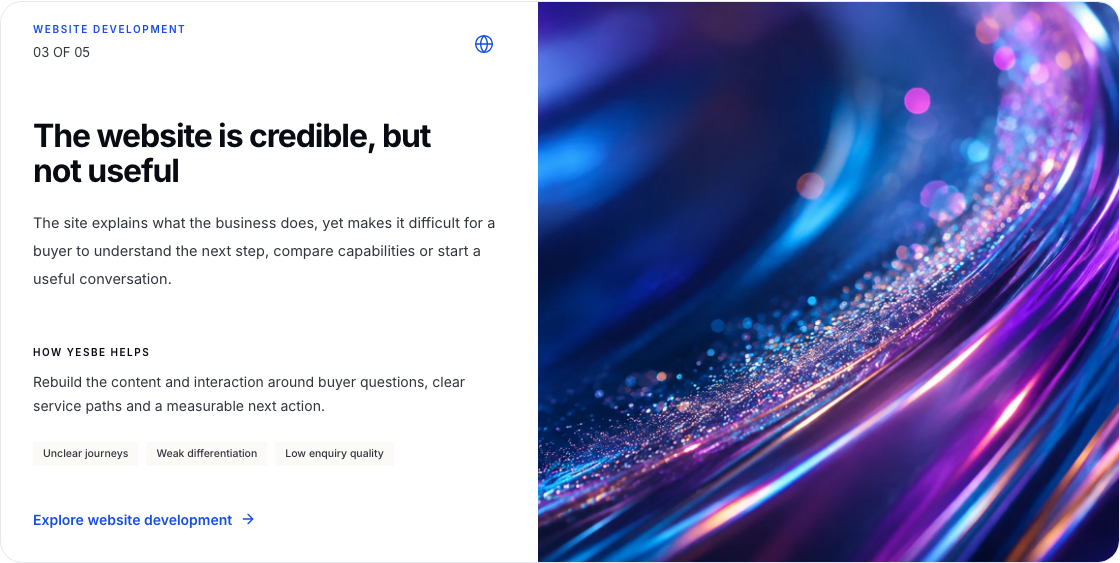 WEBSITE DEVELOPMENT
03 OF 05
The website is credible, but
not useful
The site explains what the business does, yet makes it difficult for a
buyer to understand the next step, compare capabilities or start a
useful conversation.
HOW YESBE HELPS
Rebuild the content and interaction around buyer questions, clear
service paths and a measurable next action.
Unclear journeys Weak differentiation Low enquiry quality
Explore website development →